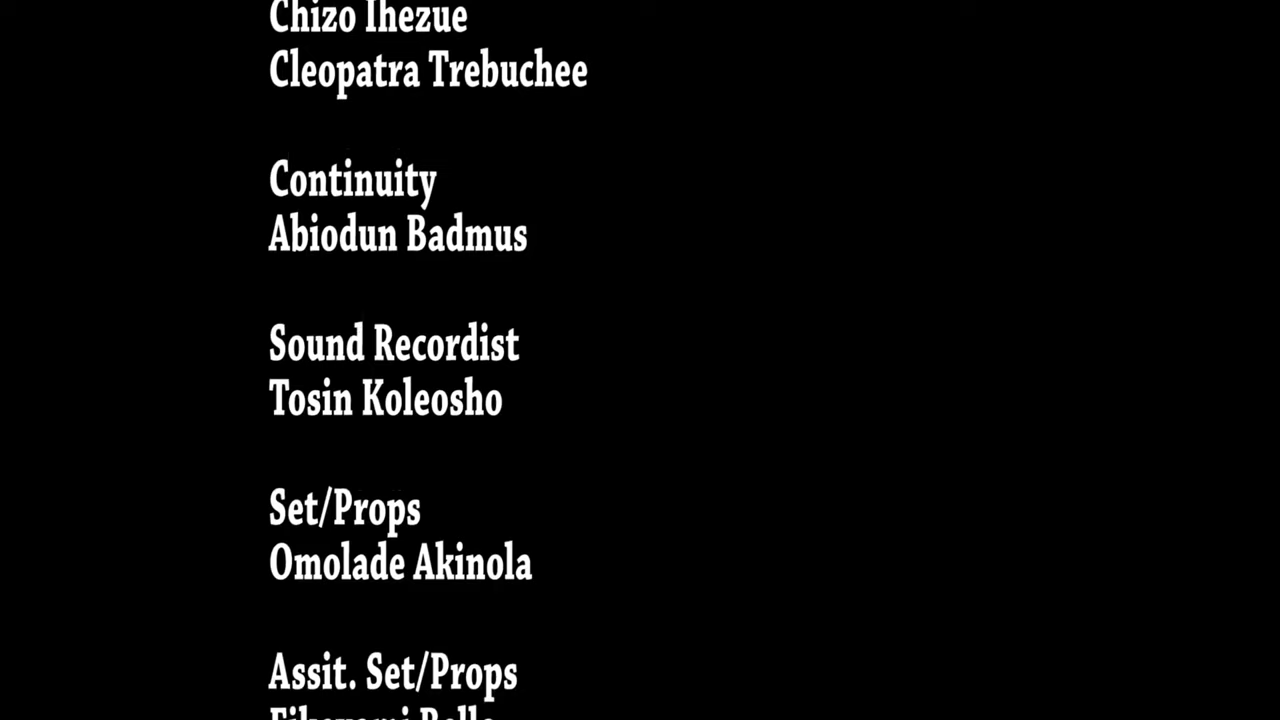 Chizo Ihezue
Cleopatra Trebuchee
Continuity
Abiodun Badmus
Sound Recordist
Tosin Koleosho
Set/Props
Omolade Akinola
Assit. Set/Props